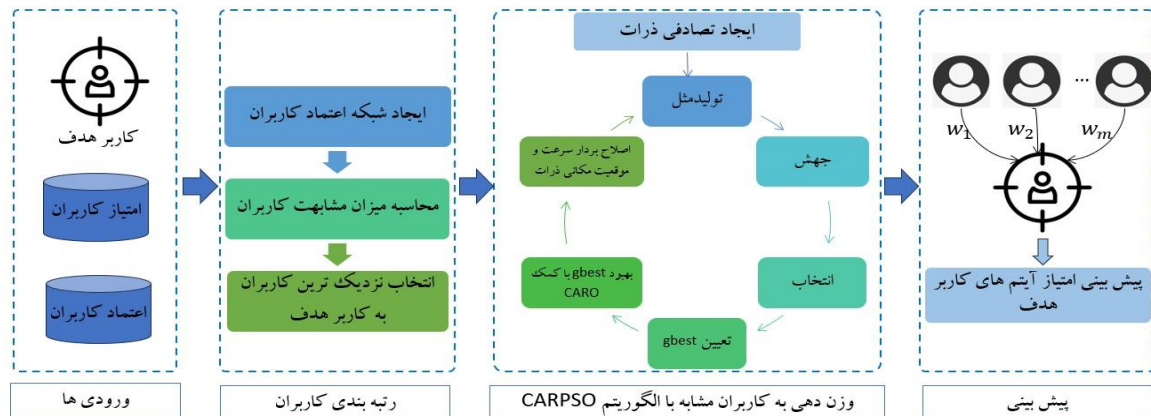 کاربر هدف
امتیاز کاربران
اعتماد کاربران
ورودی ها
ایجاد شبکه اعتماد کاربران
محاسبه میزان مشابهت کاربران
انتخاب نزدیک ترین کاربران
به کاربر هدف
رتبه بندی کاربران
ایجاد تصادفی ذرات
تولیدمثل
جهش
انتخاب
تعیین gbest
بهبود gbest با کمک
CARO
اصلاح بردار سرعت و
موقعیت مکانی ذرات
وزن دهی به کاربران مشابه با الگوریتم CARPSO
...
w1
w2
wm
پیش بینی امتیاز آیتم های کاربر
هدف
پیش بینی